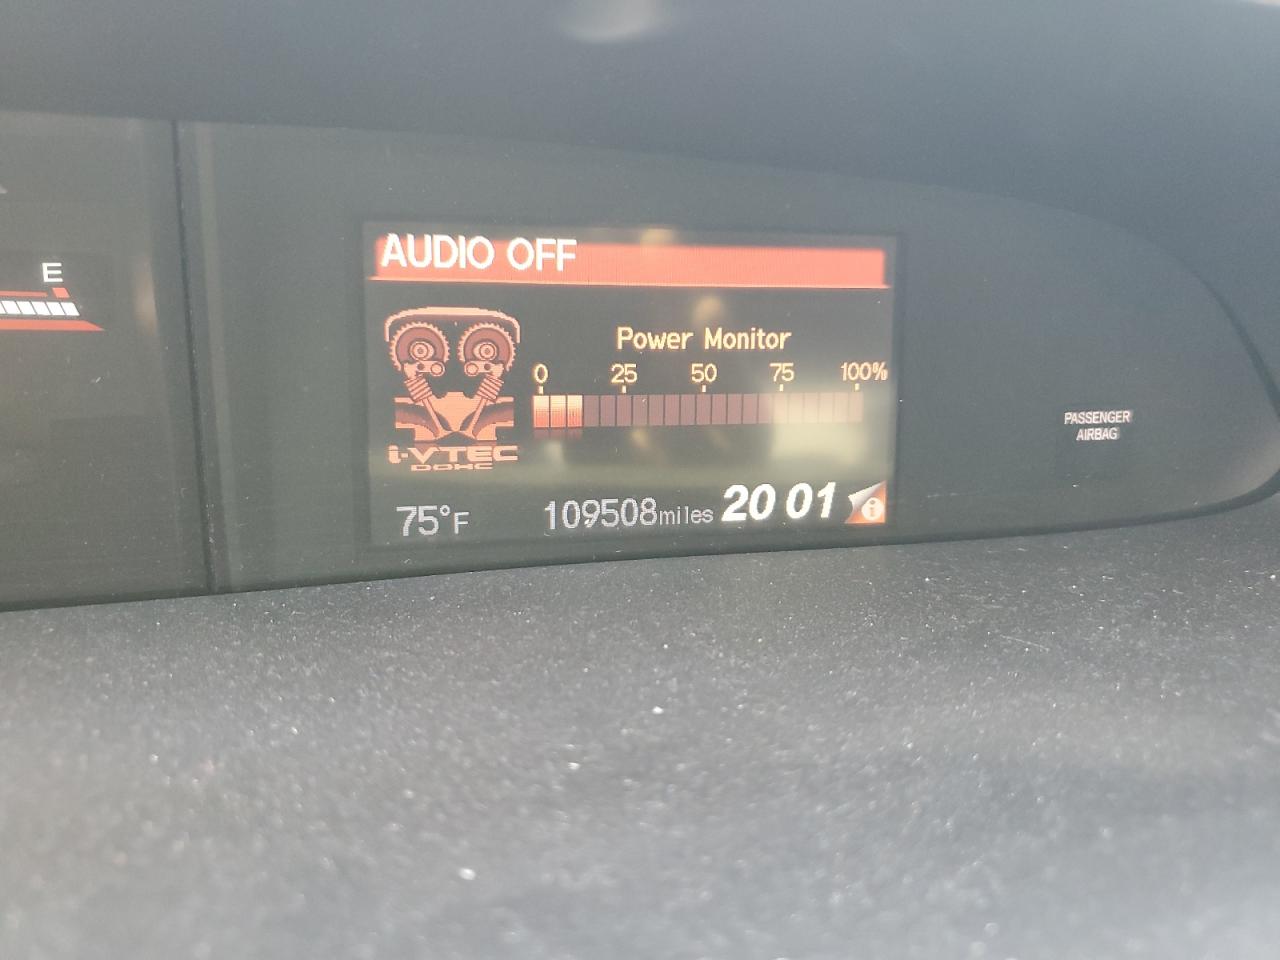 E
AUDIO OFF
Power Monitor
0 25 50 75 100%
i-VTEC
DOHC
75°F 109508miles 20 01 i
PASSENGER
AIRBAG